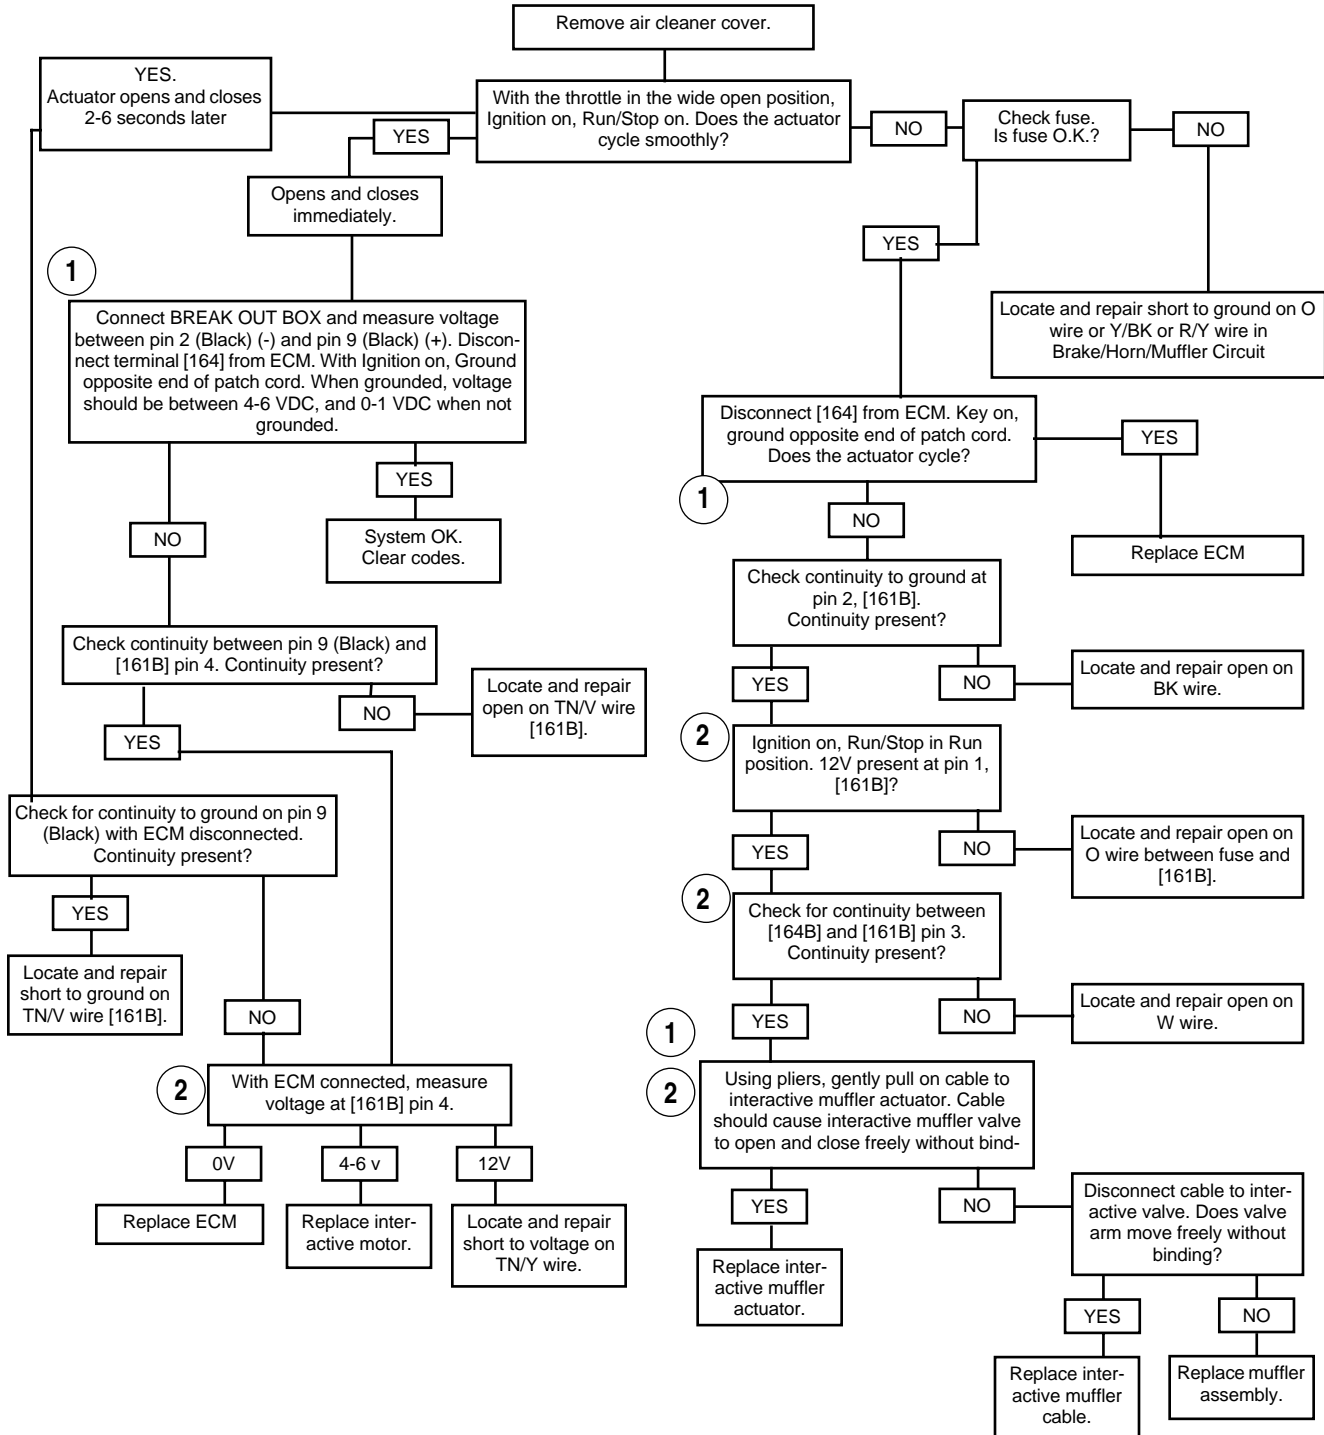 Remove air cleaner cover.
YES.
Actuator opens and closes
2-6 seconds later
With the throttle in the wide open position,
Ignition on, Run/Stop on. Does the actuator
cycle smoothly?
NO
Check fuse.
Is fuse O.K.?
NO
YES
Opens and closes
immediately.
YES
1
Connect BREAK OUT BOX and measure voltage
between pin 2 (Black) (-) and pin 9 (Black) (+). Discon-
nect terminal [164] from ECM. With Ignition on, Ground
opposite end of patch cord. When grounded, voltage
should be between 4-6 VDC, and 0-1 VDC when not
grounded.
Locate and repair short to ground on O
wire or Y/BK or R/Y wire in
Brake/Horn/Muffler Circuit
Disconnect [164] from ECM. Key on,
ground opposite end of patch cord.
Does the actuator cycle?
YES
1
YES
NO
NO
System OK.
Clear codes.
Replace ECM
Check continuity to ground at
pin 2, [161B].
Continuity present?
Check continuity between pin 9 (Black) and
[161B] pin 4. Continuity present?
YES
NO
Locate and repair open on
BK wire.
NO
Locate and repair
open on TN/V wire
[161B].
YES
2
Ignition on, Run/Stop in Run
position. 12V present at pin 1,
[161B]?
Check for continuity to ground on pin 9
(Black) with ECM disconnected.
Continuity present?
YES
NO
Locate and repair open on
O wire between fuse and
[161B].
YES
2
Check for continuity between
[164B] and [161B] pin 3.
Continuity present?
Locate and repair
short to ground on
TN/V wire [161B].
NO
YES
NO
Locate and repair open on
W wire.
1
2
With ECM connected, measure
voltage at [161B] pin 4.
2
Using pliers, gently pull on cable to
interactive muffler actuator. Cable
should cause interactive muffler valve
to open and close freely without bind-
0V
4-6 v
12V
YES
NO
Disconnect cable to inter-
active valve. Does valve
arm move freely without
binding?
Replace ECM
Replace inter-
active motor.
Locate and repair
short to voltage on
TN/Y wire.
Replace inter-
active muffler
actuator.
YES
NO
Replace inter-
active muffler
cable.
Replace muffler
assembly.